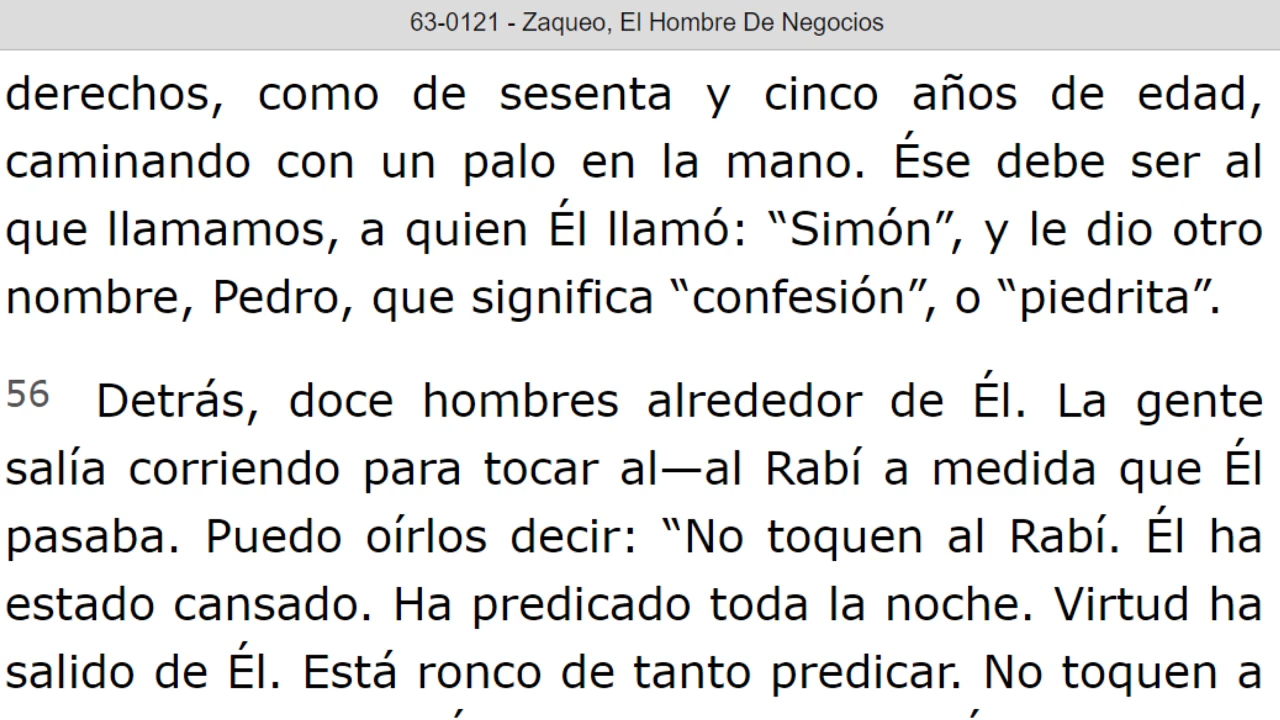 63-0121 - Zaqueo, El Hombre De Negocios
derechos, como de sesenta y cinco años de edad,
caminando con un palo en la mano. Ése debe ser al
que llamamos, a quien Él llamó: “Simón”, y le dio otro
nombre, Pedro, que significa “confesión”, o “piedrita”.
56 Detrás, doce hombres alrededor de Él. La gente
salía corriendo para tocar al—al Rabí a medida que Él
pasaba. Puedo oírlos decir: “No toquen al Rabí. Él ha
estado cansado. Ha predicado toda la noche. Virtud ha
salido de Él. Está ronco de tanto predicar. No toquen a